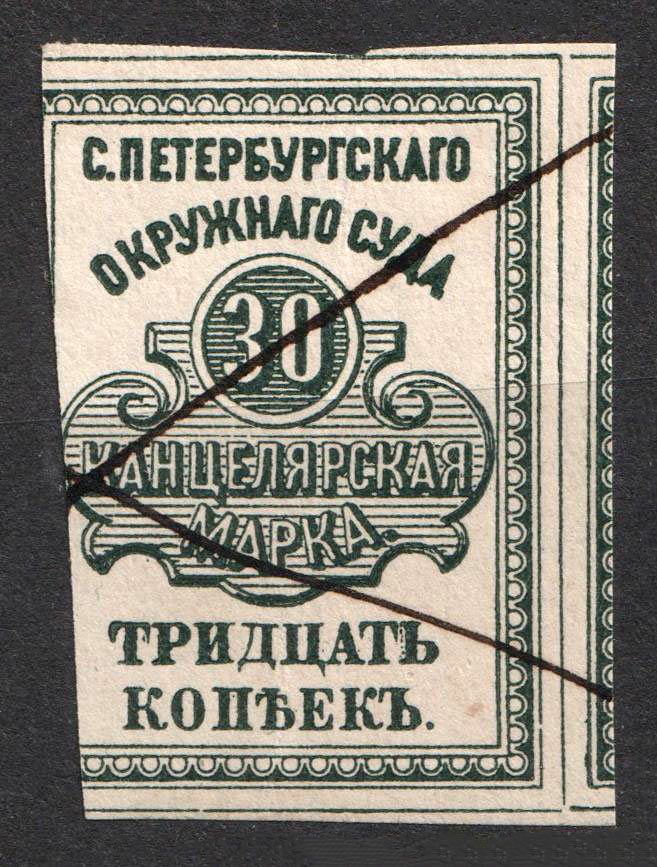 С. ПЕТЕРБУРГСКАГО
ОКРУЖНАГО СУДА
30
КАНЦЕЛЯРСКАЯ
МАРКА.
ТРИДЦАТЬ
КОПѢЕКЪ.